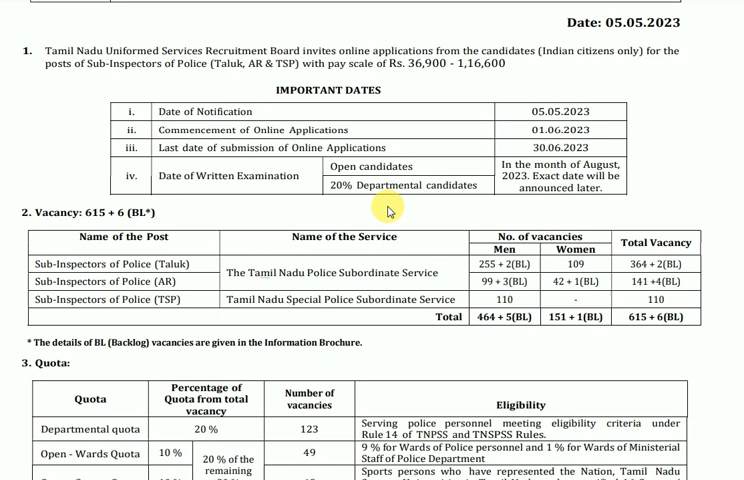 Date: 05.05.2023
1. Tamil Nadu Uniformed Services Recruitment Board invites online applications from the candidates (Indian citizens only) for the
posts of Sub-Inspectors of Police (Taluk, AR & TSP) with pay scale of Rs. 36,900 - 1,16,600
IMPORTANT DATES
i. Date of Notification 05.05.2023
ii. Commencement of Online Applications 01.06.2023
iii. Last date of submission of Online Applications 30.06.2023
iv. Date of Written Examination
Open candidates
20% Departmental candidates
In the month of August,
2023. Exact date will be
announced later.
2. Vacancy: 615 + 6 (BL*)
Name of the Post Name of the Service No. of vacancies Total Vacancy
Men Women
Sub-Inspectors of Police (Taluk) The Tamil Nadu Police Subordinate Service 255 + 2(BL) 109 364 + 2(BL)
Sub-Inspectors of Police (AR) 99 + 3(BL) 42 + 1(BL) 141 +4(BL)
Sub-Inspectors of Police (TSP) Tamil Nadu Special Police Subordinate Service 110 - 110
Total 464 + 5(BL) 151 + 1(BL) 615 + 6(BL)
* The details of BL (Backlog) vacancies are given in the Information Brochure.
3. Quota:
Quota
Percentage of
Quota from total
vacancy
Number of
vacancies
Eligibility
Departmental quota 20 % 123
Serving police personnel meeting eligibility criteria under
Rule 14 of TNPSS and TNSPSS Rules.
Open - Wards Quota 10 %
20 % of the
remaining
49
9 % for Wards of Police personnel and 1 % for Wards of Ministerial
Staff of Police Department
Sports persons who have represented the Nation, Tamil Nadu